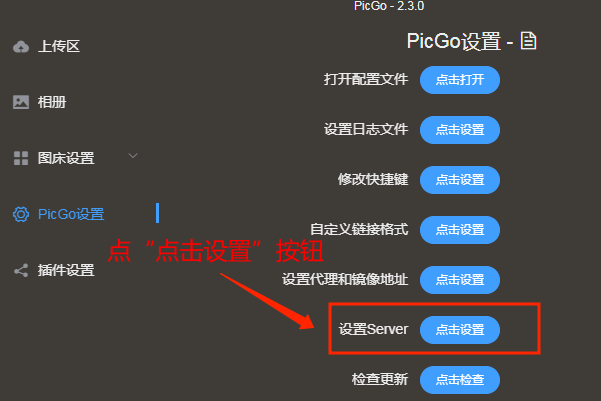 PicGo - 2.3.0
PicGo设置 -
上传区
相册
图床设置
PicGo设置
插件设置
打开配置文件 点击打开
设置日志文件 点击设置
修改快捷键 点击设置
自定义链接格式 点击设置
点“点击设置”按钮
设置代理和镜像地址 点击设置
设置Server 点击设置
检查更新 点击检查